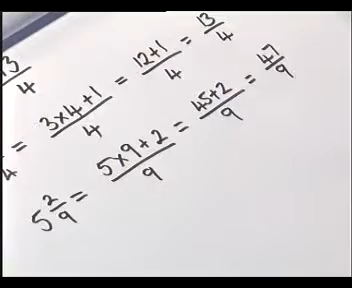 13/4
/4 = (3×4+1)/4 = (12+1)/4 = 13/4
5 2/9 = (5×9+2)/9 = (45+2)/9 = 47/9